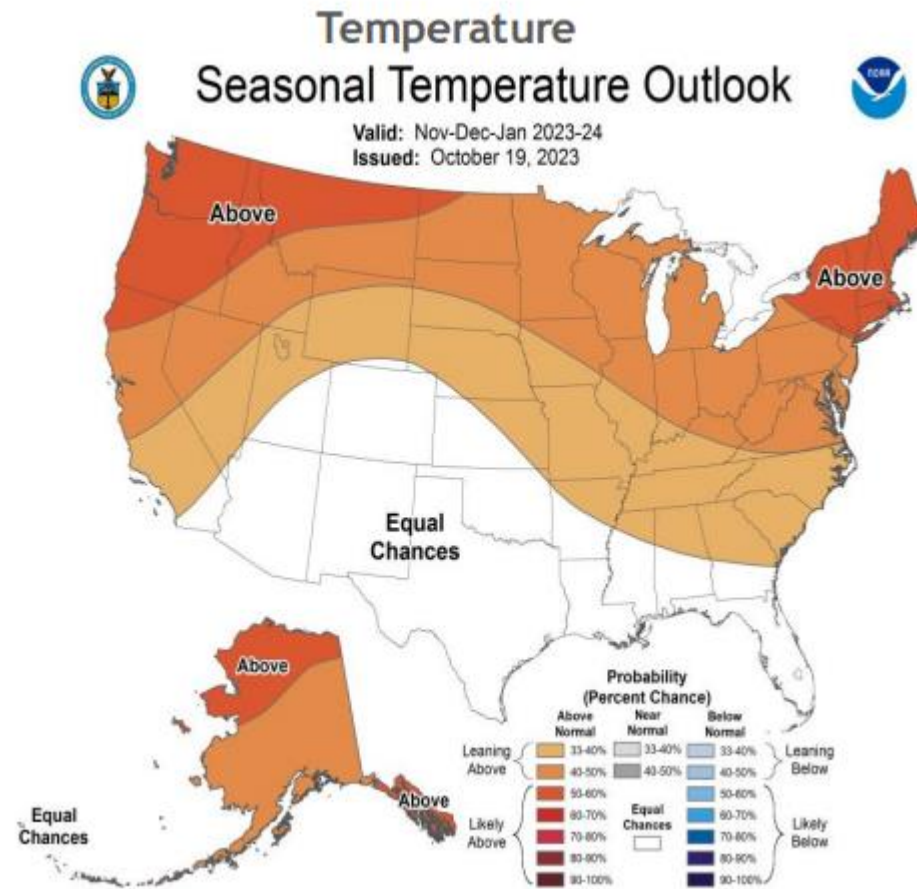 Temperature
Seasonal Temperature Outlook
NOAA
Valid: Nov-Dec-Jan 2023-24
Issued: October 19, 2023
Above
Above
Equal
Chances
Above
Above
Equal
Chances
Probability
(Percent Chance)
Above
Normal
Near
Normal
Below
Normal
Leaning
Above
33-40%
40-50%
33-40%
40-50%
33-40%
40-50%
Leaning
Below
Likely
Above
50-60%
60-70%
70-80%
80-90%
90-100%
Equal
Chances
50-60%
60-70%
70-80%
80-90%
90-100%
Likely
Below